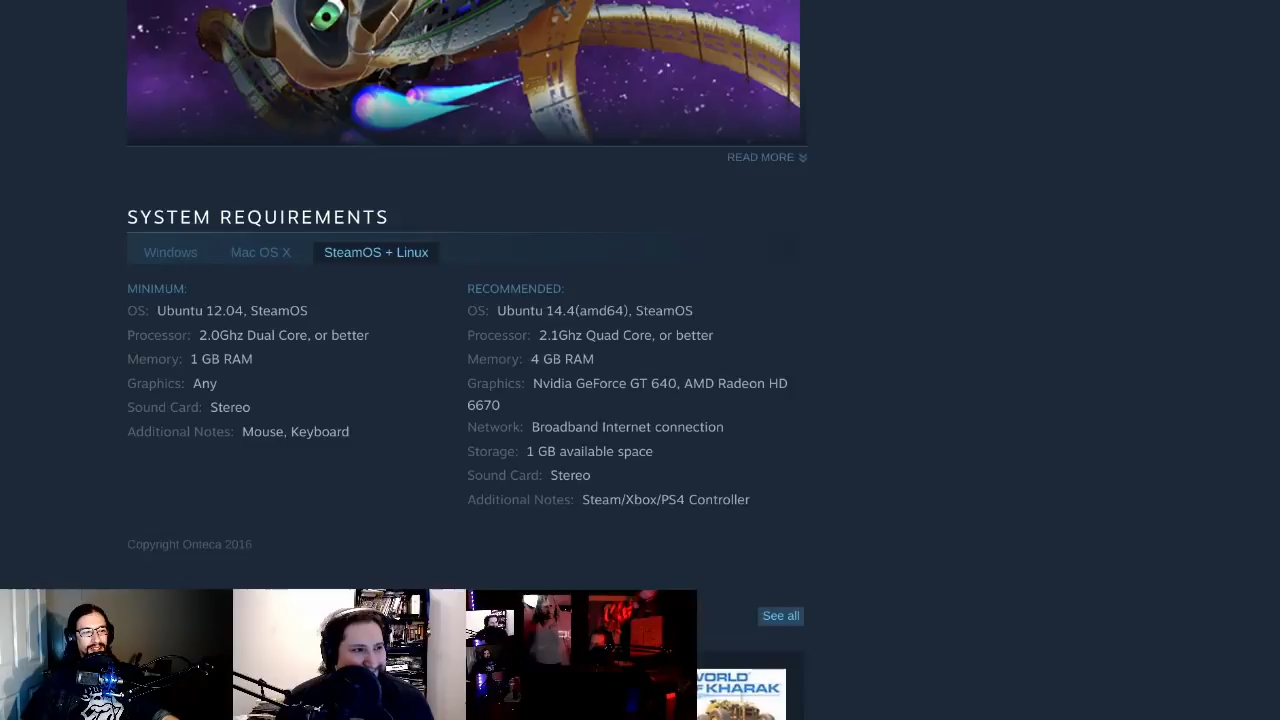 READ MORE
SYSTEM REQUIREMENTS
Windows Mac OS X SteamOS + Linux
MINIMUM:
OS: Ubuntu 12.04, SteamOS
Processor: 2.0Ghz Dual Core, or better
Memory: 1 GB RAM
Graphics: Any
Sound Card: Stereo
Additional Notes: Mouse, Keyboard
RECOMMENDED:
OS: Ubuntu 14.4(amd64), SteamOS
Processor: 2.1Ghz Quad Core, or better
Memory: 4 GB RAM
Graphics: Nvidia GeForce GT 640, AMD Radeon HD
6670
Network: Broadband Internet connection
Storage: 1 GB available space
Sound Card: Stereo
Additional Notes: Steam/Xbox/PS4 Controller
Copyright Onteca 2016
See all
KHARAK